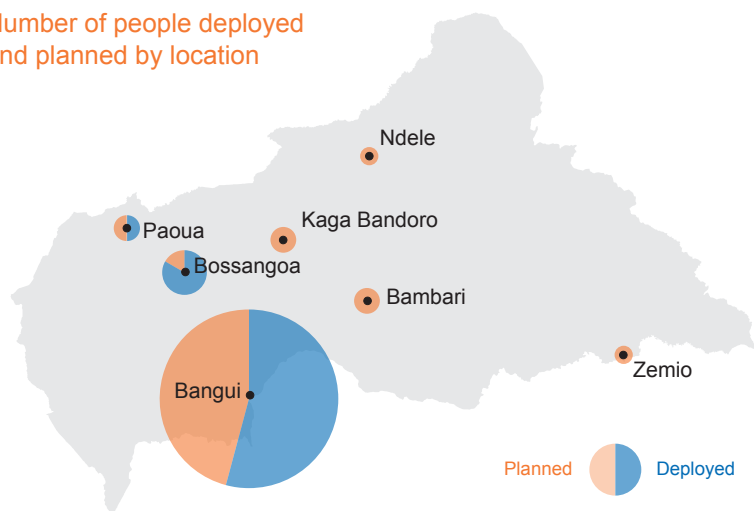 umber of people deployed
nd planned by location
Ndele
Kaga Bandoro
Paoua
Bossangoa
Bambari
Zemio
Bangui
Planned
Deployed